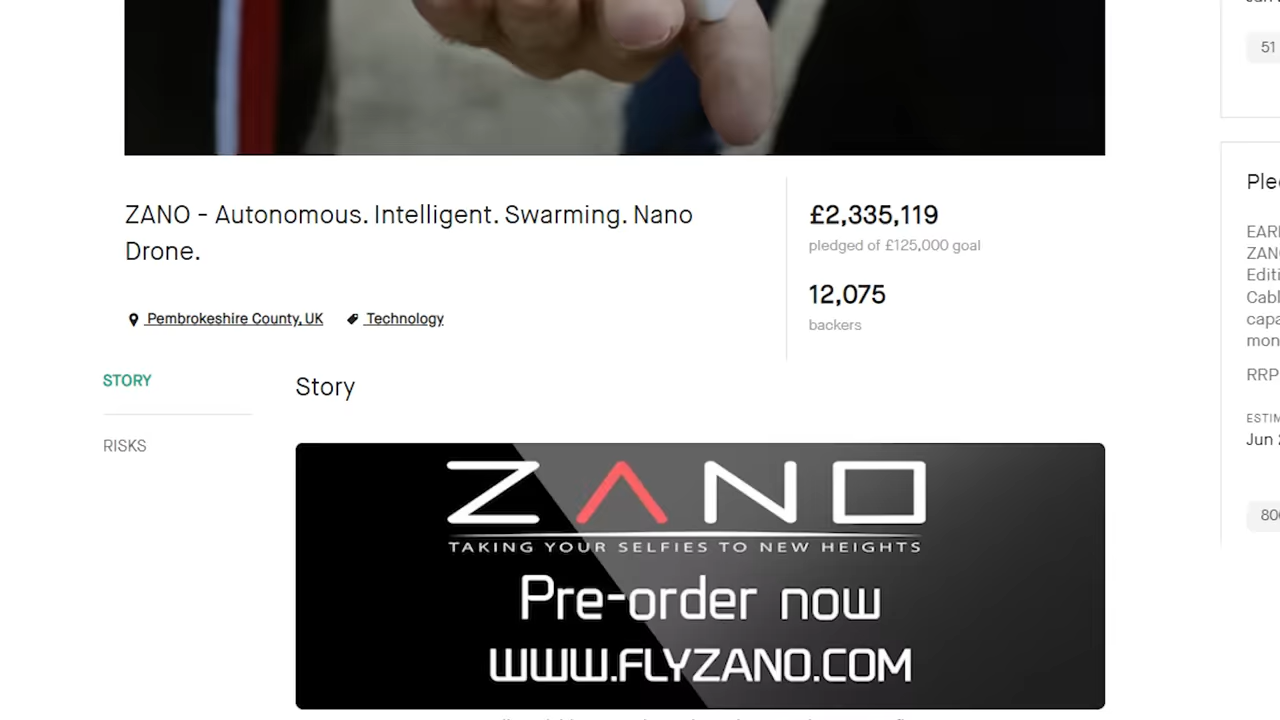 ZANO - Autonomous. Intelligent. Swarming. Nano
Drone.
Pembrokeshire County, UK
Technology
£2,335,119
pledged of £125,000 goal
12,075
backers
STORY
RISKS
Story
ZANO
TAKING YOUR SELFIES TO NEW HEIGHTS
Pre-order now
WWW.FLYZANO.COM
51
RRP
Jun